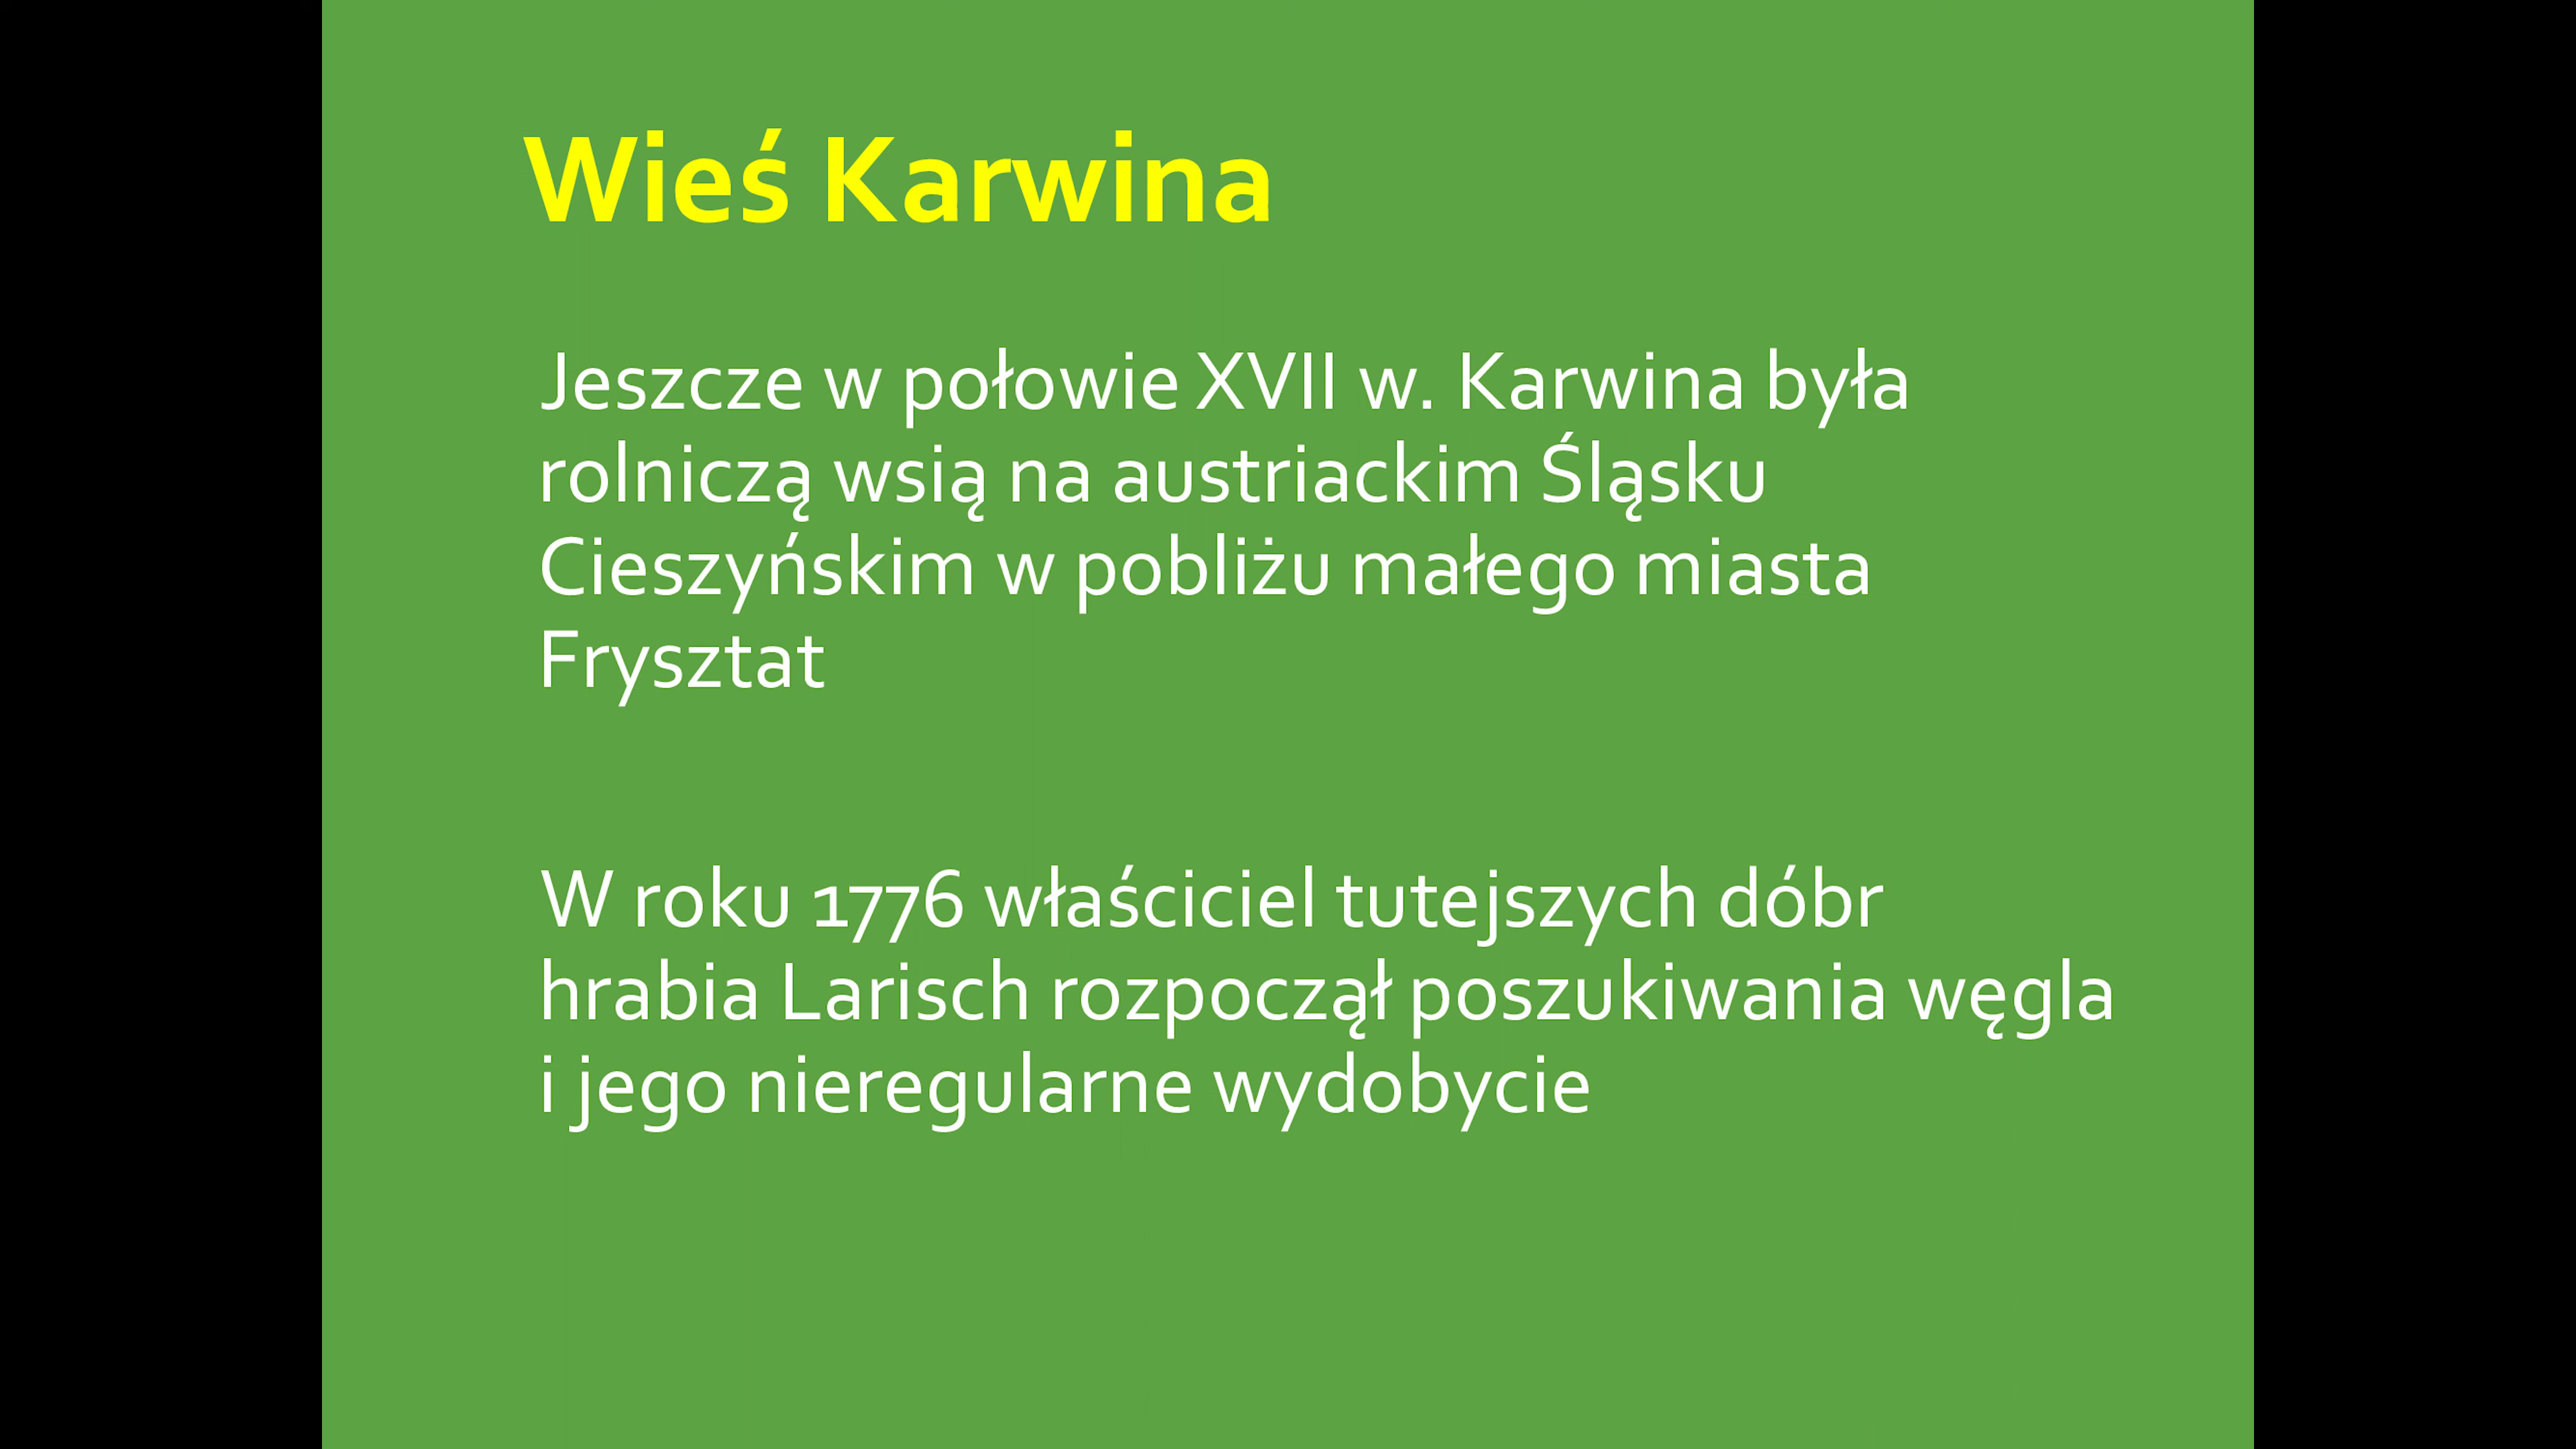 Wieś Karwina
Jeszcze w połowie XVII w. Karwina była
rolniczą wsią na austriackim Śląsku
Cieszyńskim w pobliżu małego miasta
Frysztat
W roku 1776 właściciel tutejszych dóbr
hrabia Larisch rozpoczął poszukiwania węgla
i jego nieregularne wydobycie